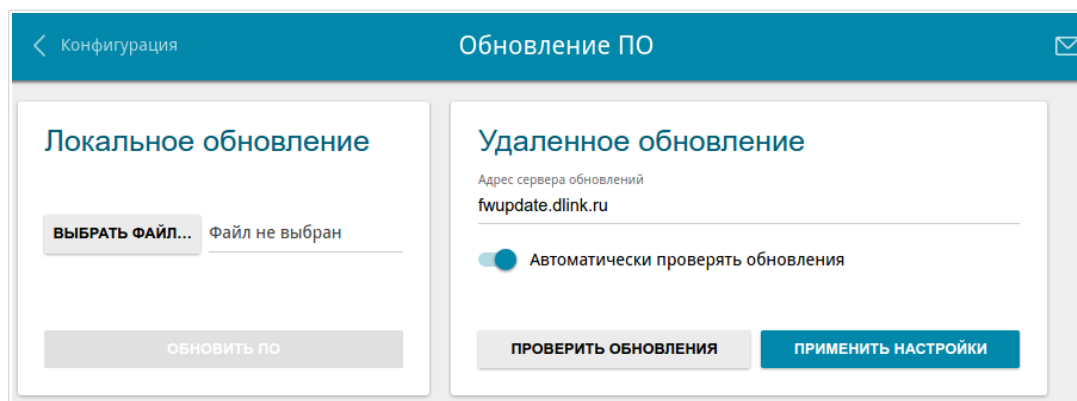 Конфигурация
Обновление ПО
Локальное обновление
ВЫБРАТЬ ФАЙЛ...
Файл не выбран
ОБНОВИТЬ ПО
Удаленное обновление
Адрес сервера обновлений
fwupdate.dlink.ru
Автоматически проверять обновления
ПРОВЕРИТЬ ОБНОВЛЕНИЯ
ПРИМЕНИТЬ НАСТРОЙКИ